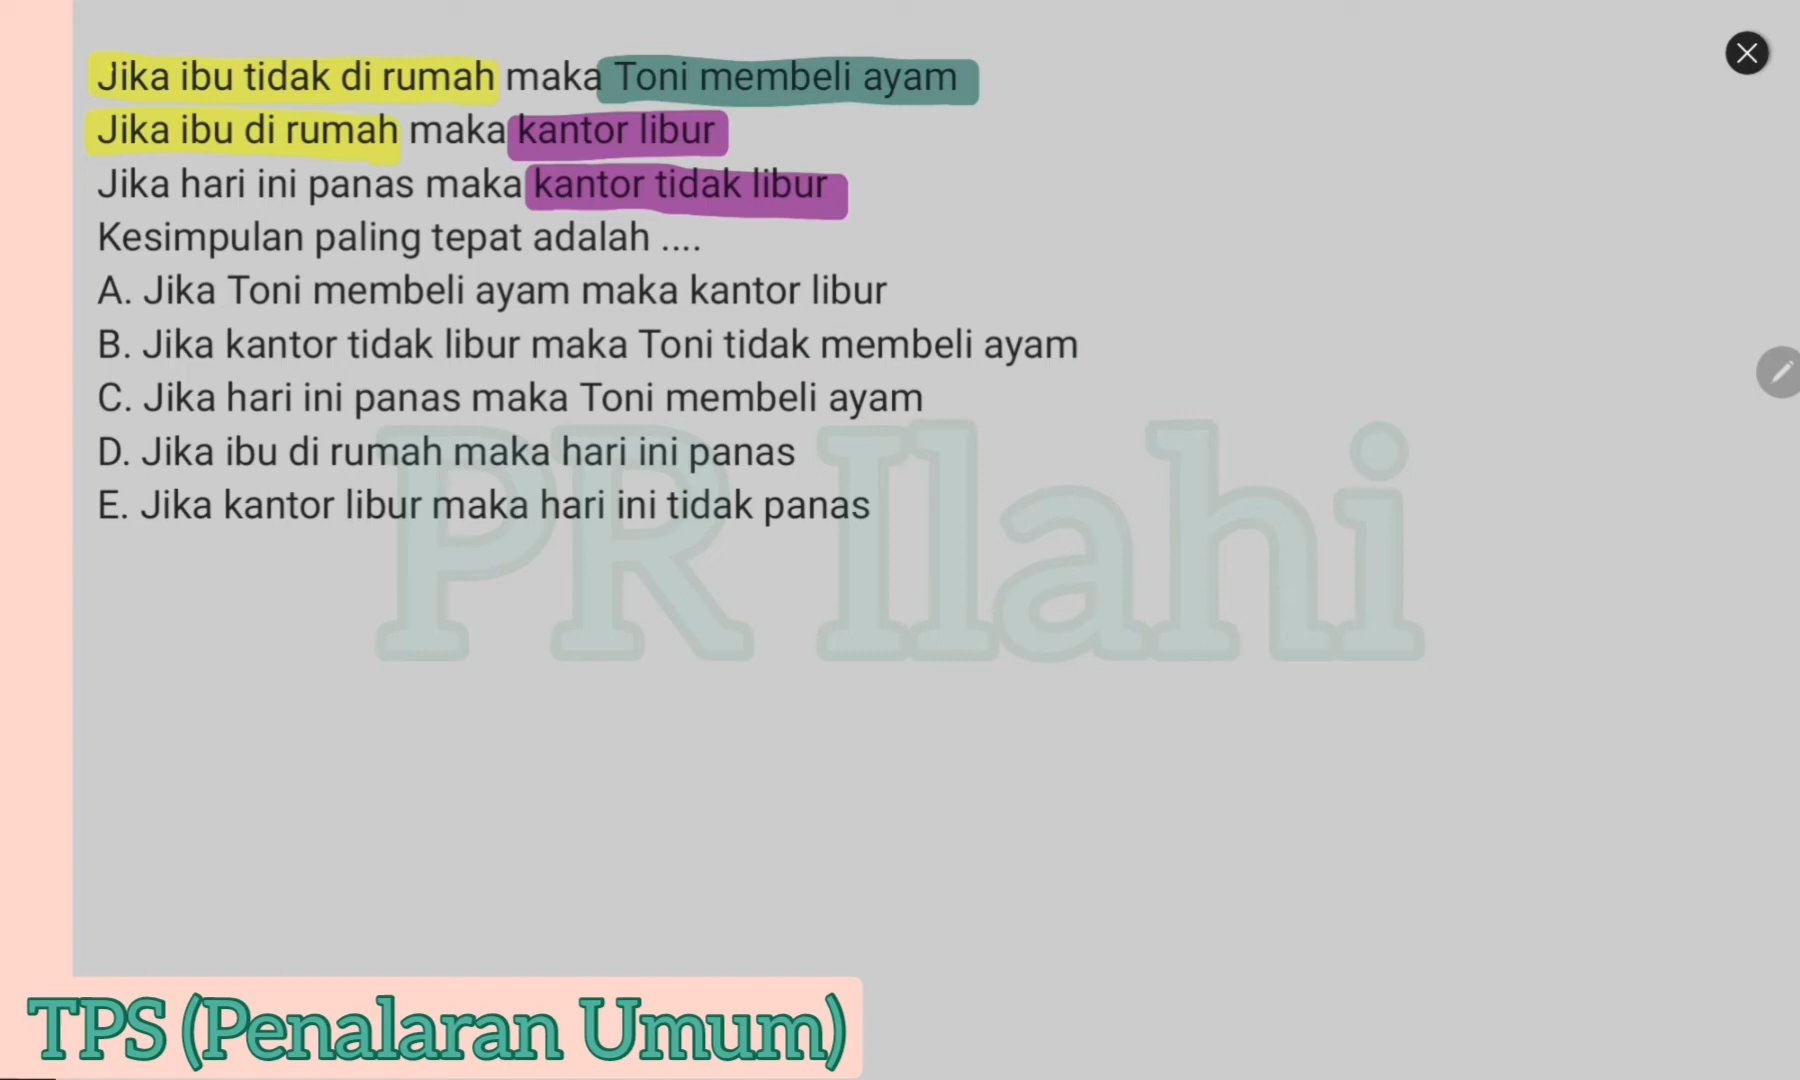 Jika ibu tidak di rumah maka Toni membeli ayam
Jika ibu di rumah maka kantor libur
Jika hari ini panas maka kantor tidak libur
Kesimpulan paling tepat adalah ....
A. Jika Toni membeli ayam maka kantor libur
B. Jika kantor tidak libur maka Toni tidak membeli ayam
C. Jika hari ini panas maka Toni membeli ayam
D. Jika ibu di rumah maka hari ini panas
E. Jika kantor libur maka hari ini tidak panas
PR Ilahi
TPS (Penalaran Umum)